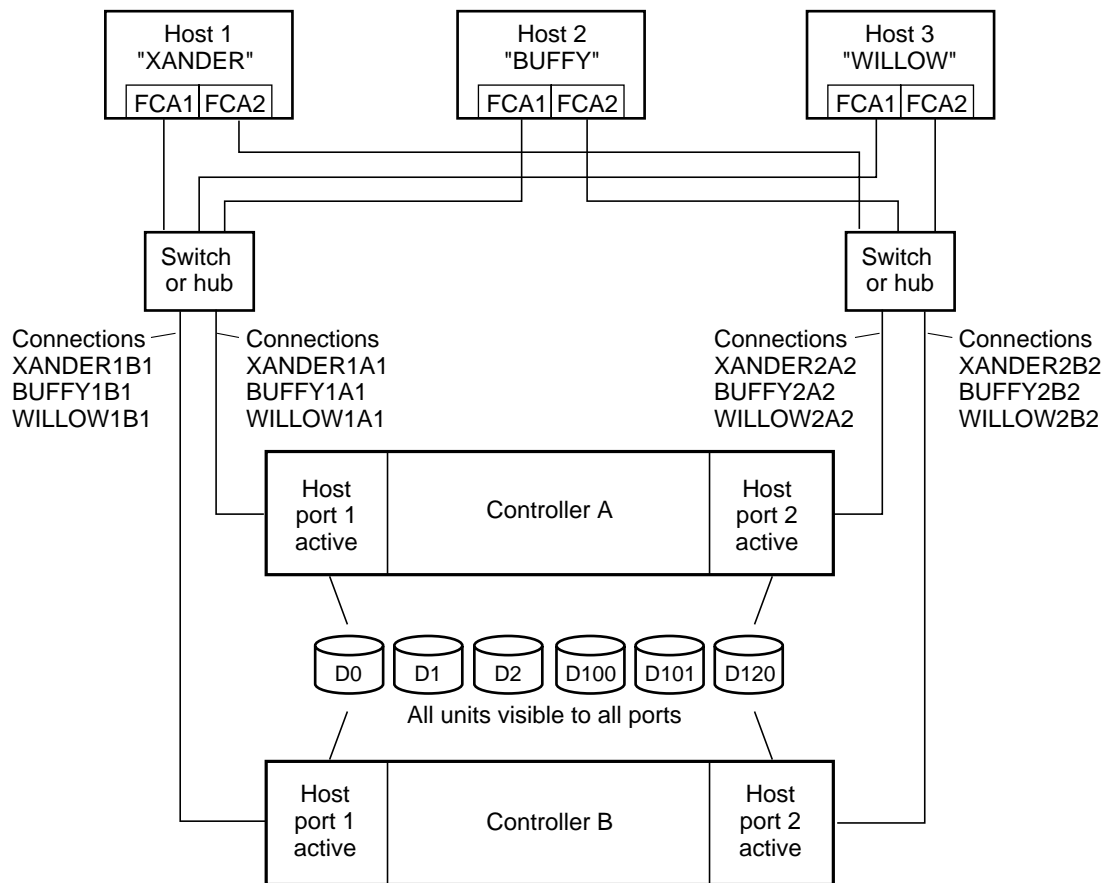 Host 1
"XANDER"
FCA1 FCA2
Host 2
"BUFFY"
FCA1 FCA2
Host 3
"WILLOW"
FCA1 FCA2
Switch
or hub
Switch
or hub
Connections
XANDER1B1
BUFFY1B1
WILLOW1B1
Connections
XANDER1A1
BUFFY1A1
WILLOW1A1
Connections
XANDER2A2
BUFFY2A2
WILLOW2A2
Connections
XANDER2B2
BUFFY2B2
WILLOW2B2
Host
port 1
active
Controller A
Host
port 2
active
D0 D1 D2 D100 D101 D120
All units visible to all ports
Host
port 1
active
Controller B
Host
port 2
active